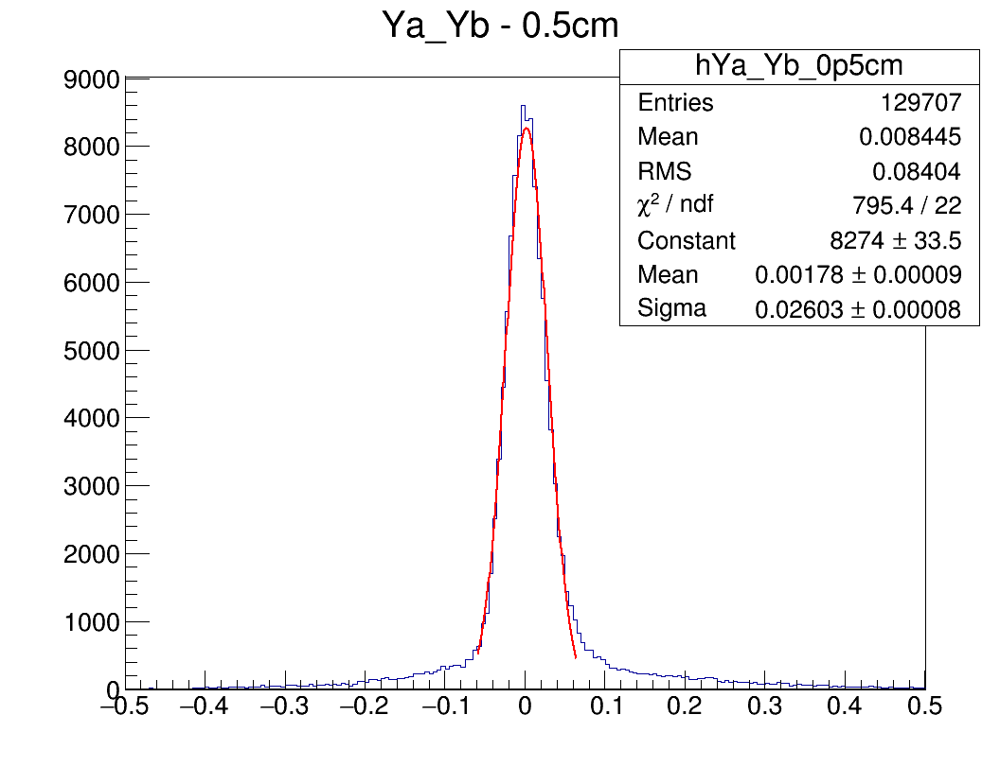 Ya_Yb - 0.5cm
hYa_Yb_0p5cm
Entries 129707
Mean 0.008445
RMS 0.08404
χ² / ndf 795.4 / 22
Constant 8274 ± 33.5
Mean 0.00178 ± 0.00009
Sigma 0.02603 ± 0.00008
9000
8000
7000
6000
5000
4000
3000
2000
1000
0
−0.5 −0.4 −0.3 −0.2 −0.1 0 0.1 0.2 0.3 0.4 0.5